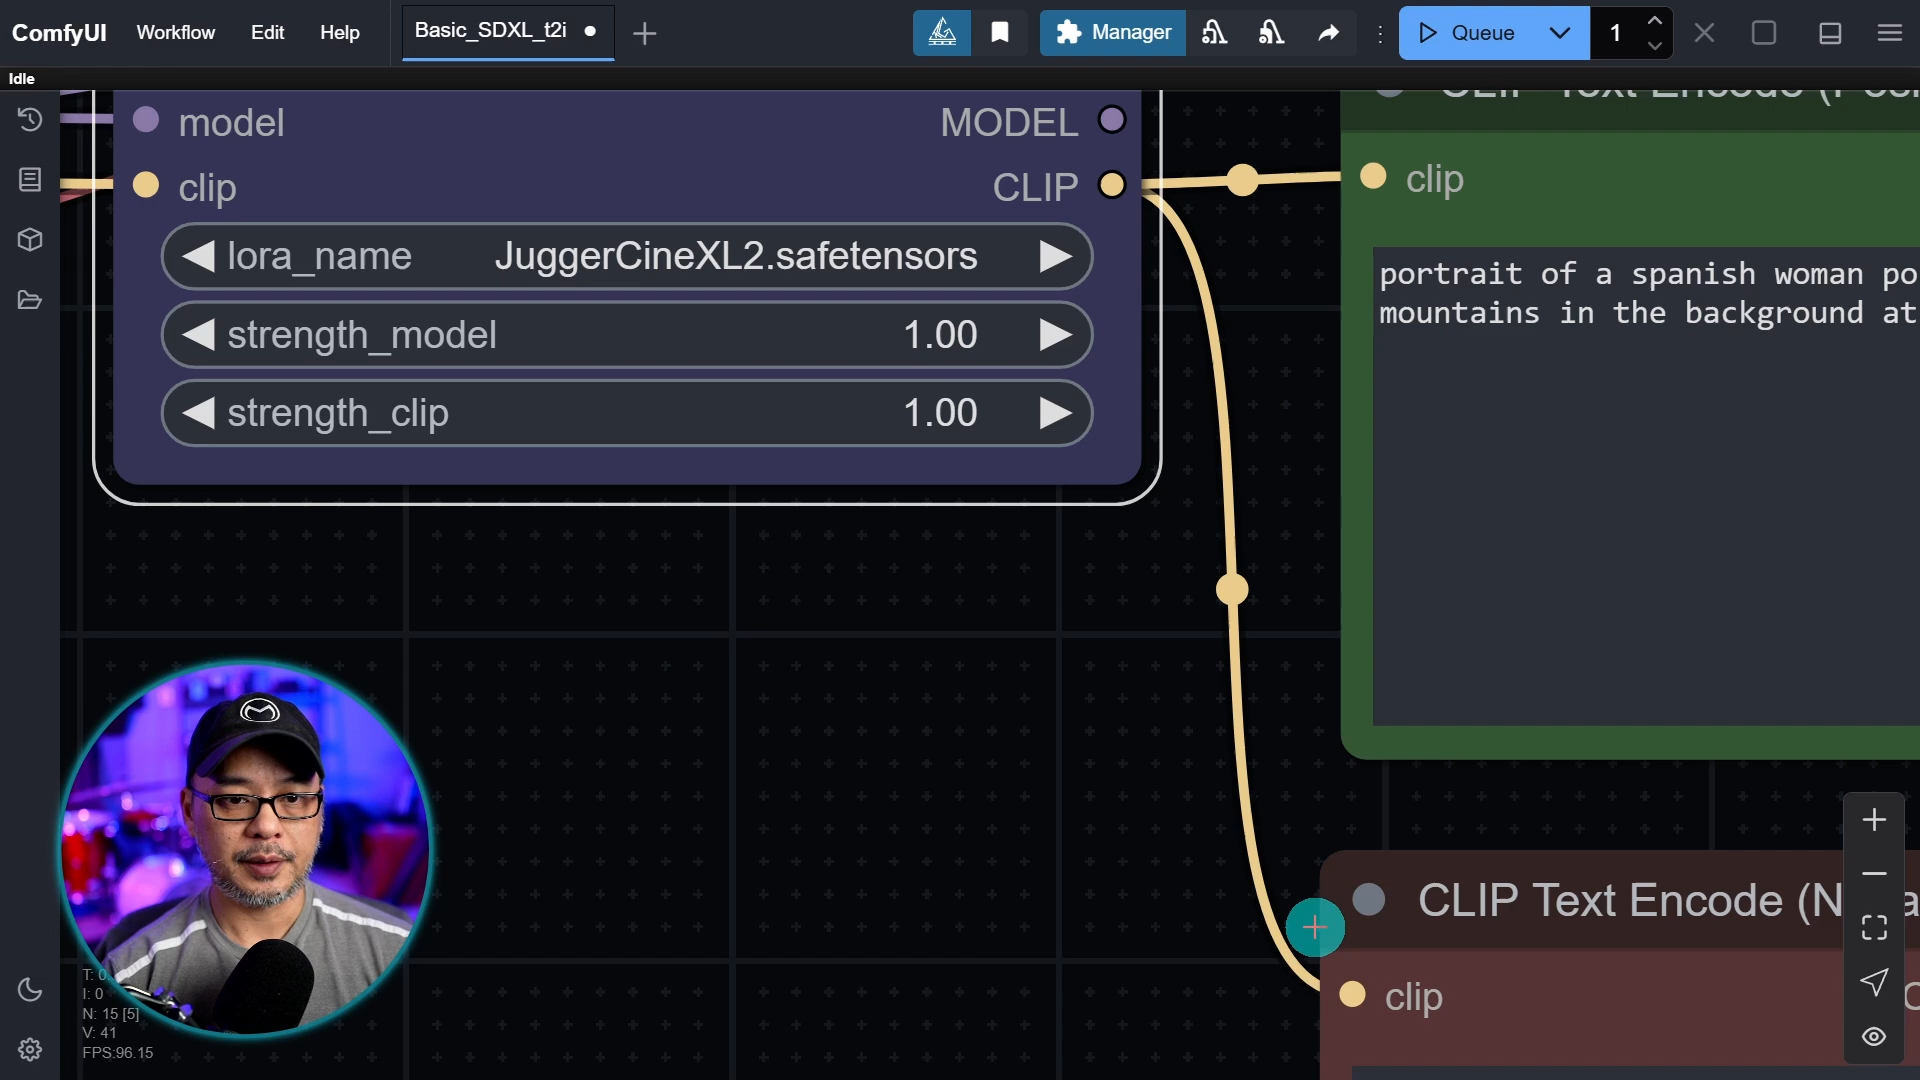 ComfyUI
Workflow
Edit
Help
Basic_SDXL_t2i
Manager
Queue
1
Idle
model
MODEL
clip
CLIP
lora_name
JuggerCineXL2.safetensors
strength_model
1.00
strength_clip
1.00
clip
portrait of a spanish woman po
mountains in the background at
CLIP Text Encode (N
clip
T: 0.
I: 0
N: 15 [5]
V: 41
FPS:96.15